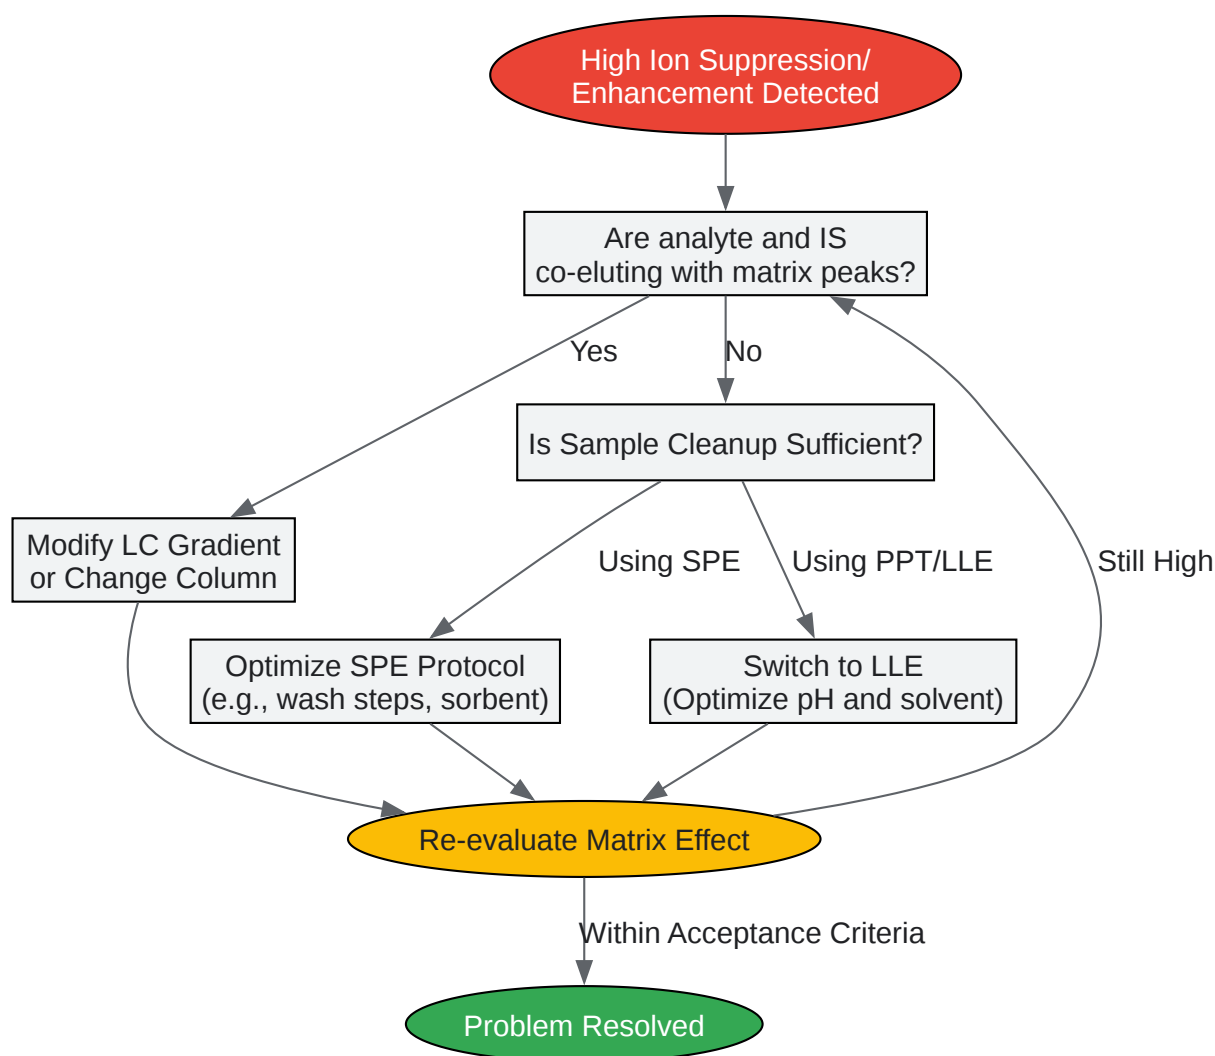 High Ion Suppression/
Enhancement Detected
Are analyte and IS
co-eluting with matrix peaks?
Yes
No
Is Sample Cleanup Sufficient?
Modify LC Gradient
or Change Column
Using SPE
Using PPT/LLE
Still High
Optimize SPE Protocol
(e.g., wash steps, sorbent)
Switch to LLE
(Optimize pH and solvent)
Re-evaluate Matrix Effect
Within Acceptance Criteria
Problem Resolved